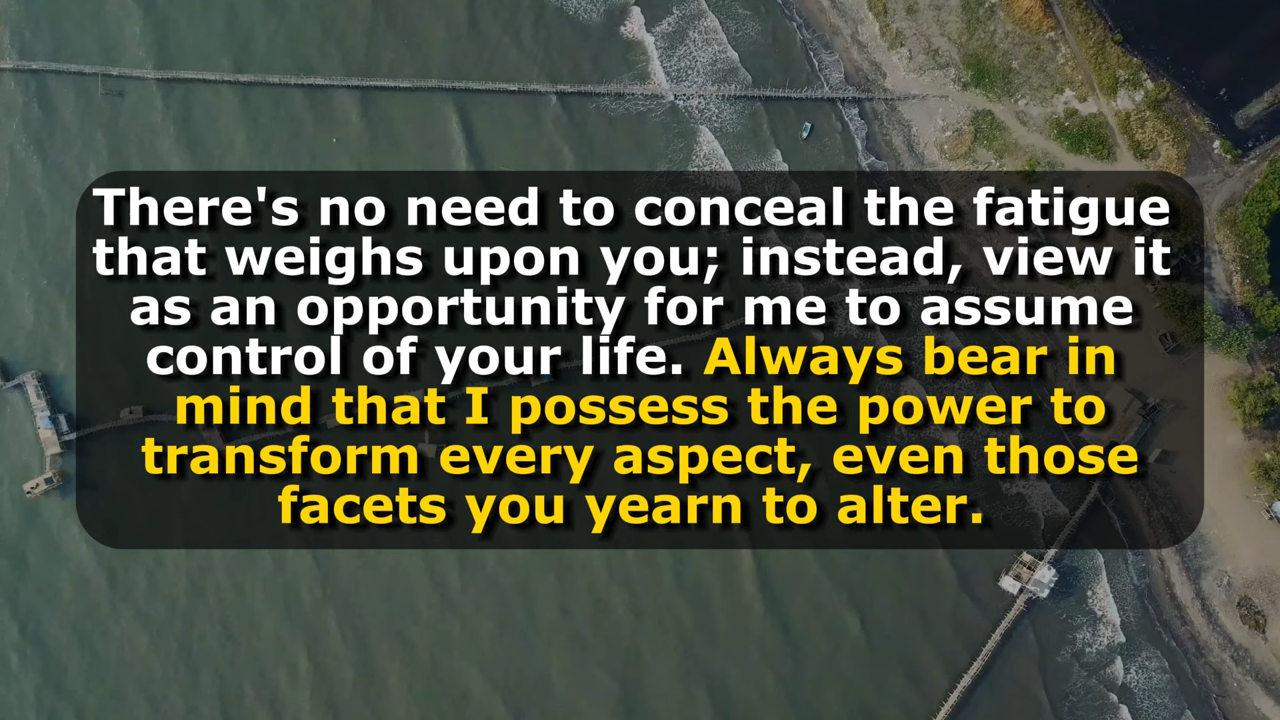 There's no need to conceal the fatigue
that weighs upon you; instead, view it
as an opportunity for me to assume
control of your life. Always bear in
mind that I possess the power to
transform every aspect, even those
facets you yearn to alter.